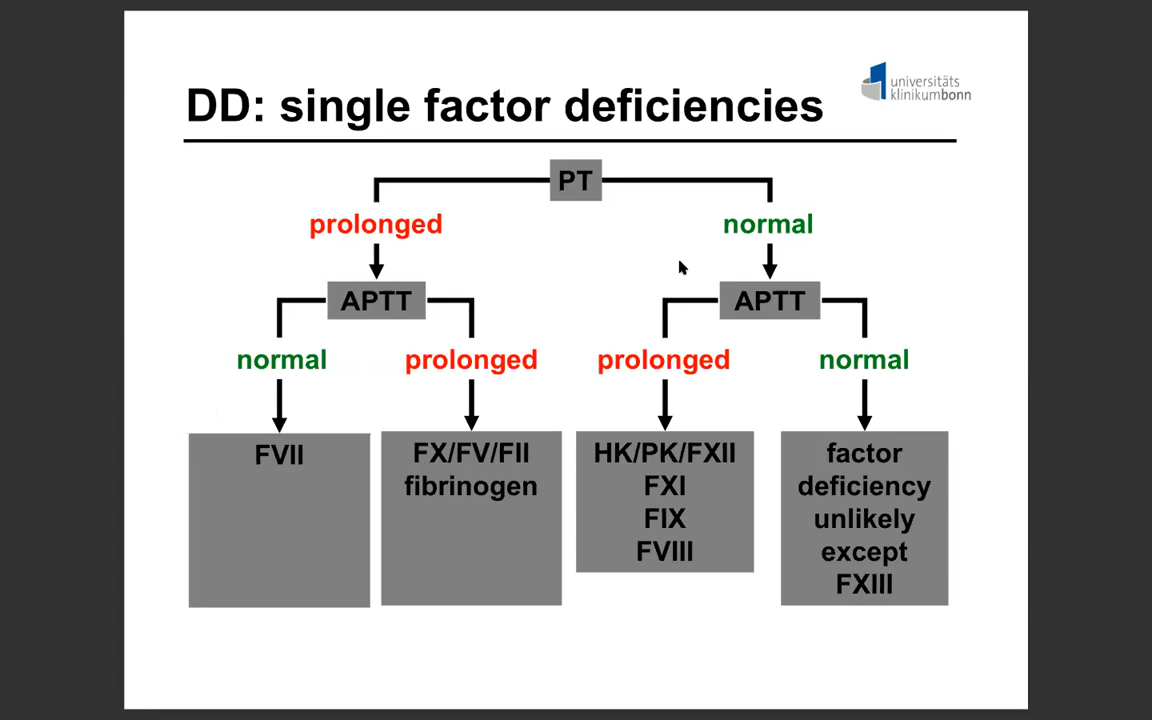 DD: single factor deficiencies
universitäts
klinikumbonn
PT
prolonged
normal
APTT
APTT
normal
prolonged
prolonged
normal
FVII
FX/FV/FII
fibrinogen
HK/PK/FXII
FXI
FIX
FVIII
factor
deficiency
unlikely
except
FXIII